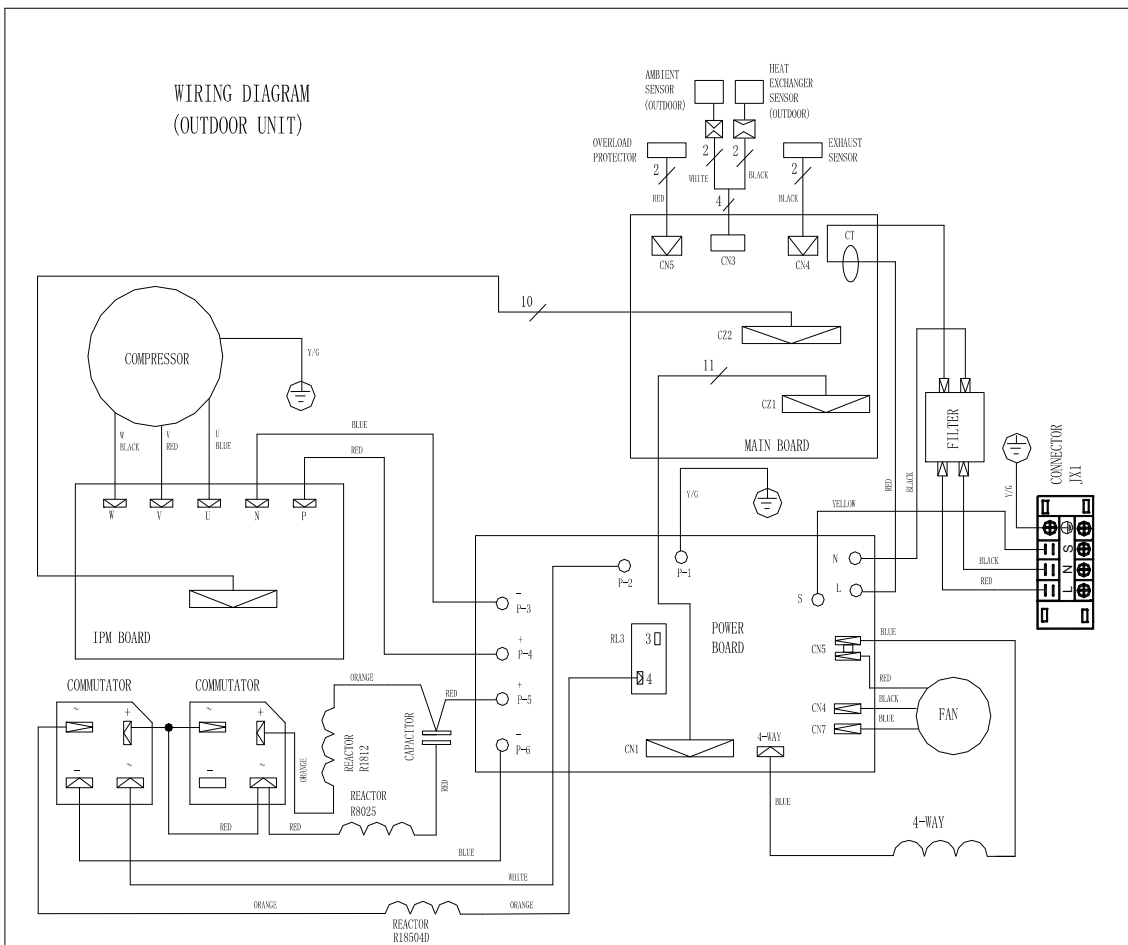 WIRING DIAGRAM
(OUTDOOR UNIT)
AMBIENT
SENSOR
(OUTDOOR)
HEAT
EXCHANGER
SENSOR
(OUTDOOR)
OVERLOAD
PROTECTOR
EXHAUST
SENSOR
2
RED
2
WHITE
2
BLACK
2
BLACK
4
CN5
CN3
CN4
CT
10
CZ2
11
CZ1
MAIN BOARD
COMPRESSOR
Y/G
W
BLACK
V
RED
U
BLUE
BLUE
RED
W
V
U
N
P
IPM BOARD
FILTER
RED
BLACK
Y/G
CONNECTOR
JX1
S
N
L
YELLOW
BLACK
RED
Y/G
P-1
P-2
N
L
S
-
P-3
+
P-4
+
P-5
-
P-6
RL3
3
4
POWER
BOARD
CN5
CN4
CN7
CN1
4-WAY
BLUE
RED
BLACK
BLUE
FAN
BLUE
4-WAY
COMMUTATOR
COMMUTATOR
~
+
-
~
~
+
-
~
ORANGE
ORANGE
REACTOR
R1812
CAPACITOR
RED
RED
REACTOR
R8025
RED
RED
BLUE
WHITE
ORANGE
ORANGE
REACTOR
R18504D